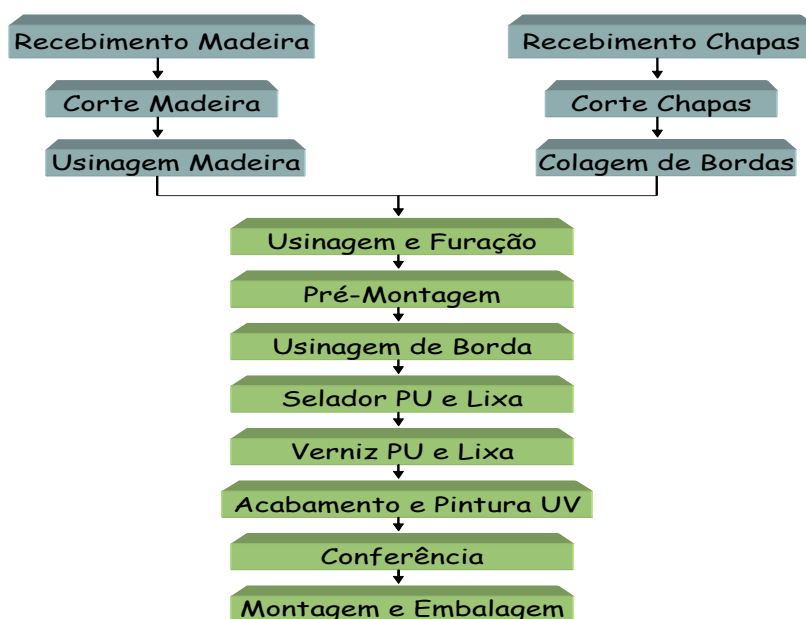 Recebimento Madeira
Recebimento Chapas
Corte Madeira
Corte Chapas
Usinagem Madeira
Colagem de Bordas
Usinagem e Furação
Pré-Montagem
Usinagem de Borda
Selador PU e Lixa
Verniz PU e Lixa
Acabamento e Pintura UV
Conferência
Montagem e Embalagem